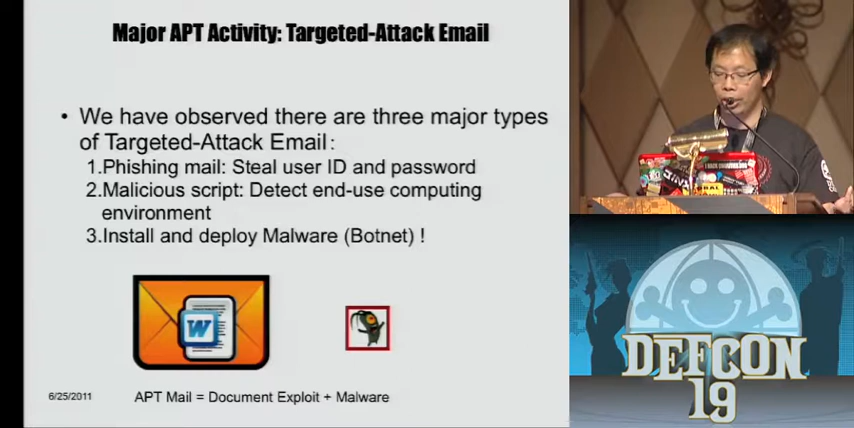 Major APT Activity: Targeted-Attack Email
• We have observed there are three major types
of Targeted-Attack Email:
1.Phishing mail: Steal user ID and password
2.Malicious script: Detect end-use computing
environment
3.Install and deploy Malware (Botnet) !
W
6/25/2011
APT Mail = Document Exploit + Malware
DEFCON
19